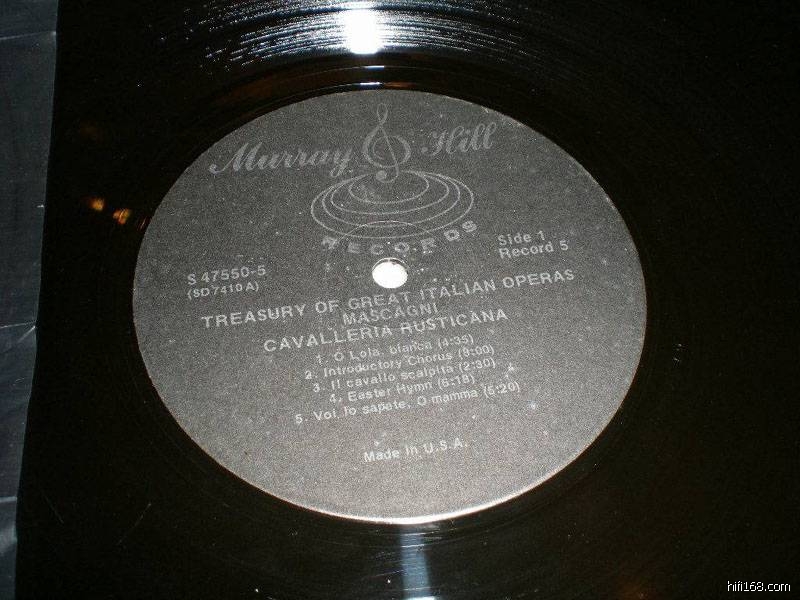 Murray Hill
RECORDS
Side 1
Record 5
S 47550-5
(SD 7410 A)
TREASURY OF GREAT ITALIAN OPERAS
MASCAGNI
CAVALLERIA RUSTICANA
1. O Lola, bianca (4:35)
2. Introductory Chorus (9:00)
3. Il cavallo scalpita (2:30)
4. Easter Hymn (6:18)
5. Voi lo sapete, O mamma (5:20)
Made in U.S.A.
hifi168.com